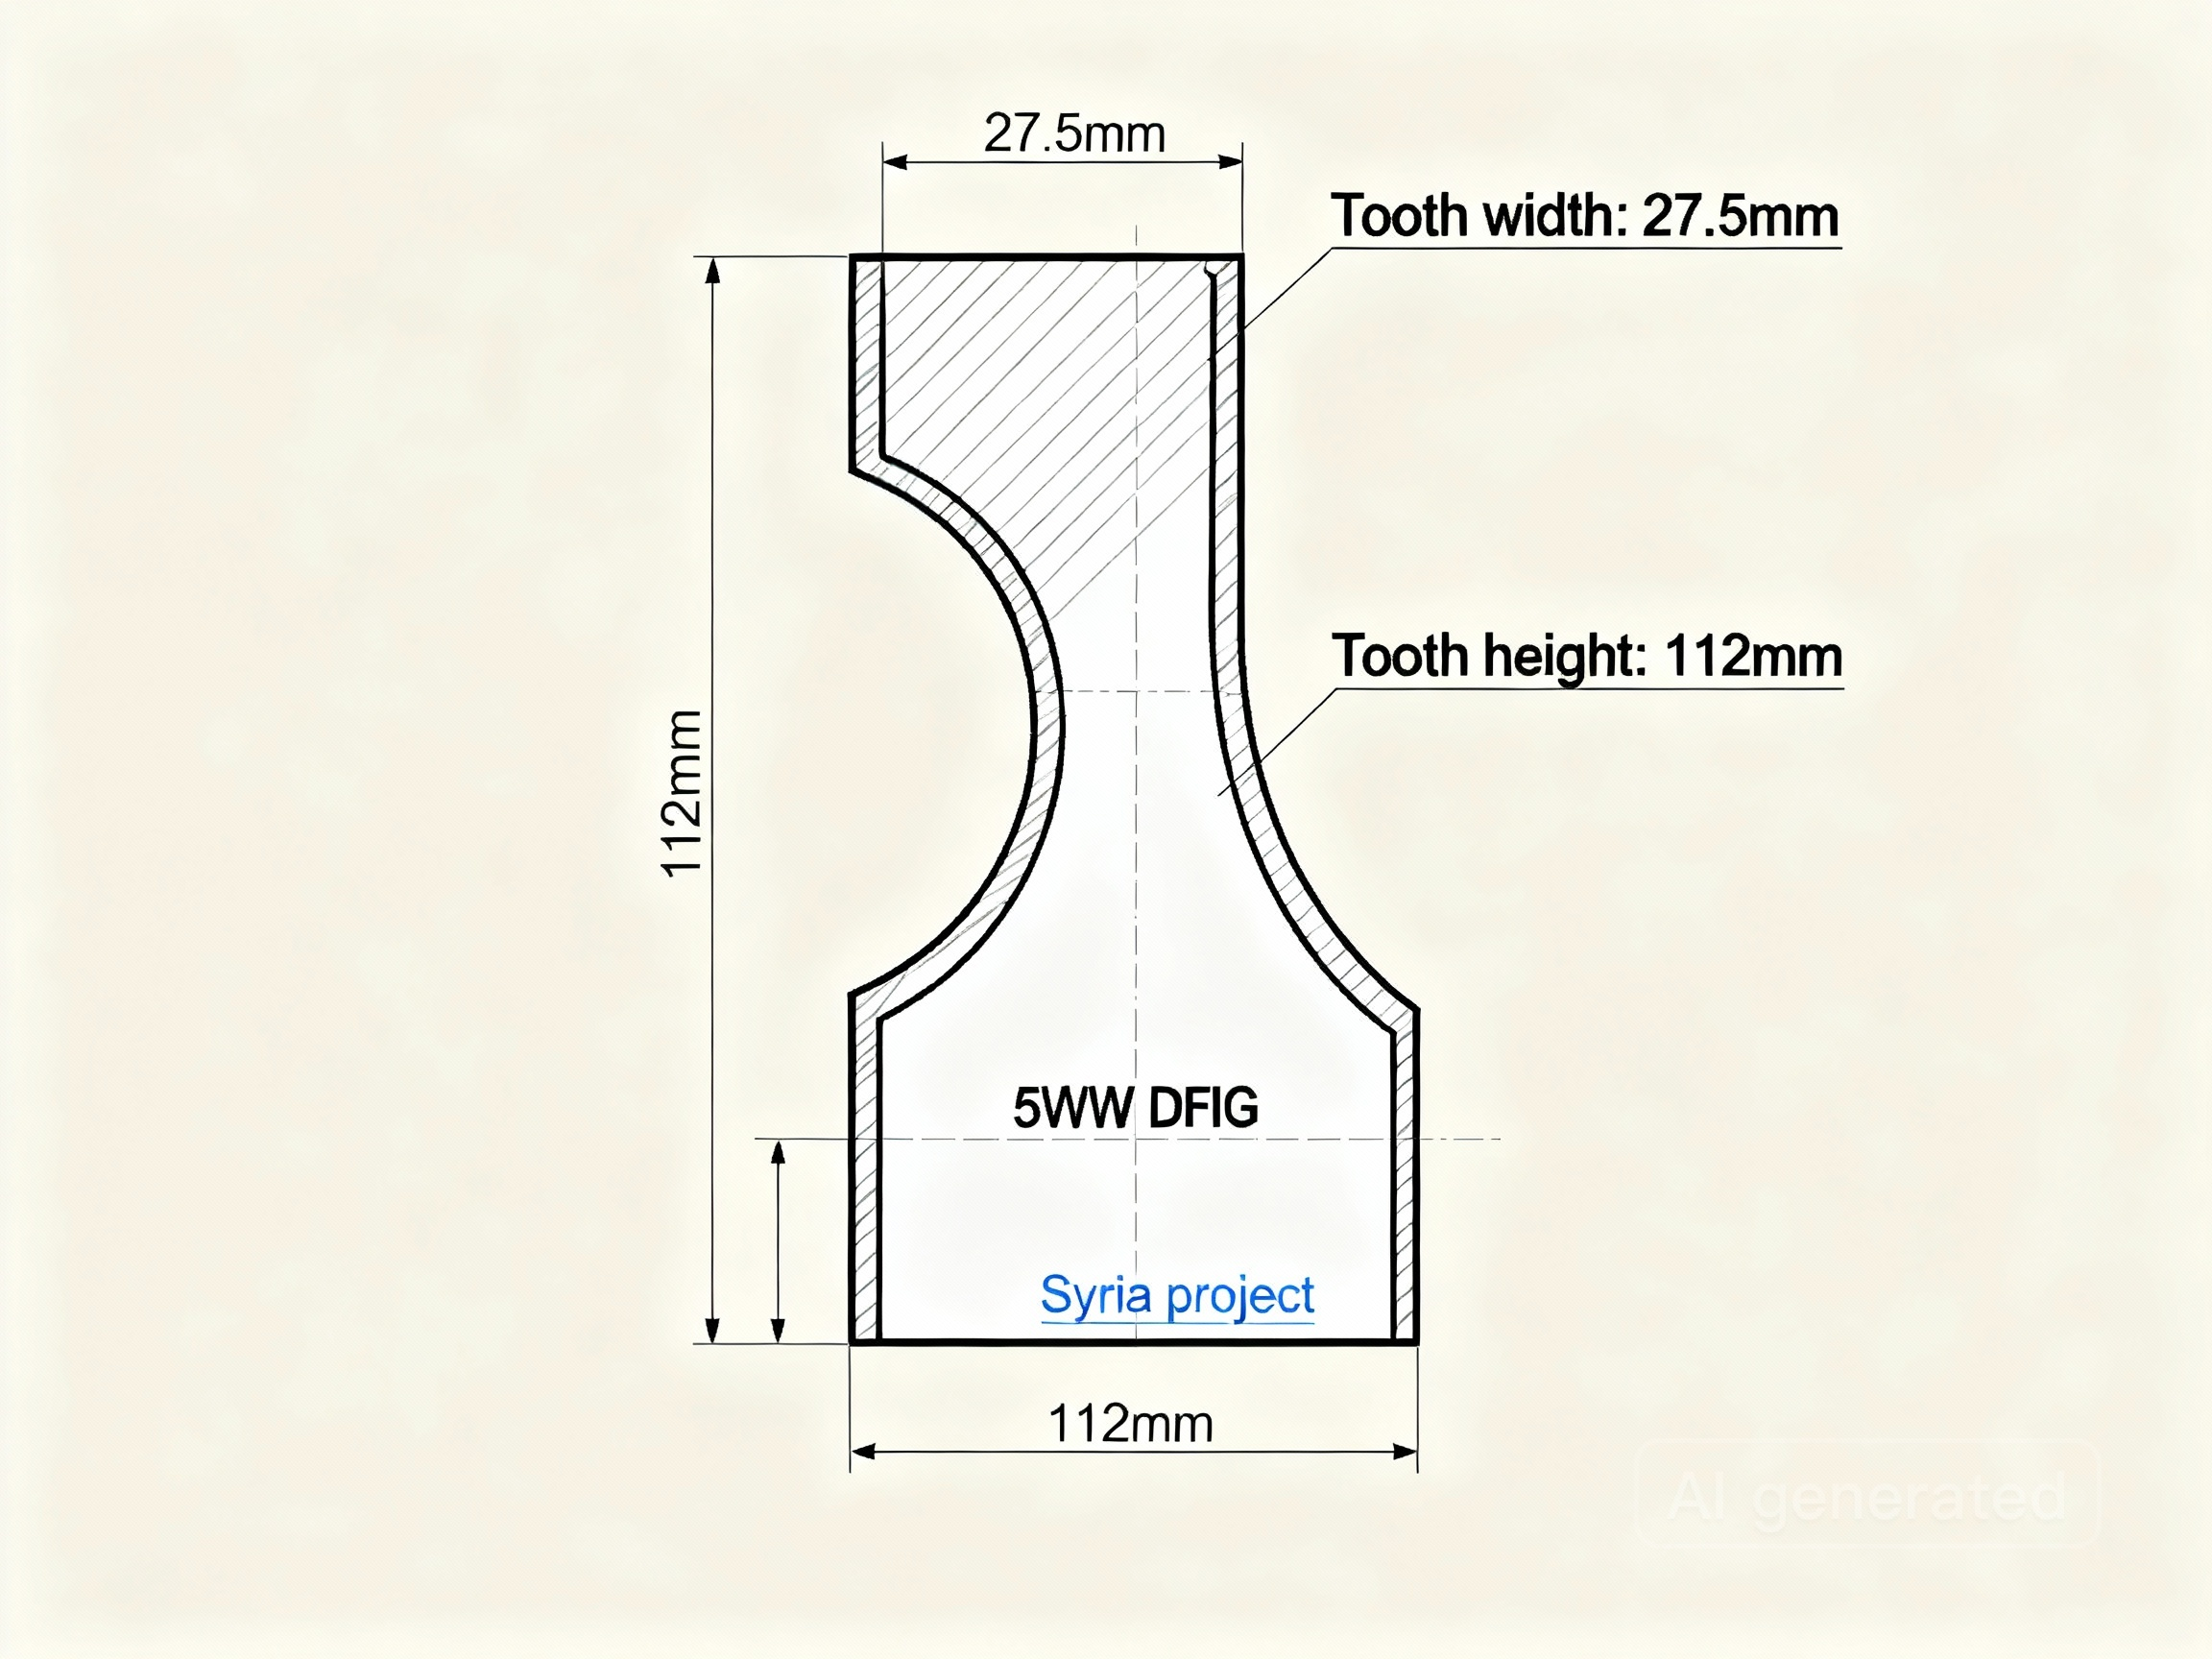 27.5mm
Tooth width: 27.5mm
Tooth height: 112mm
112mm
5WW DFIG
Syria project
112mm
AI generated